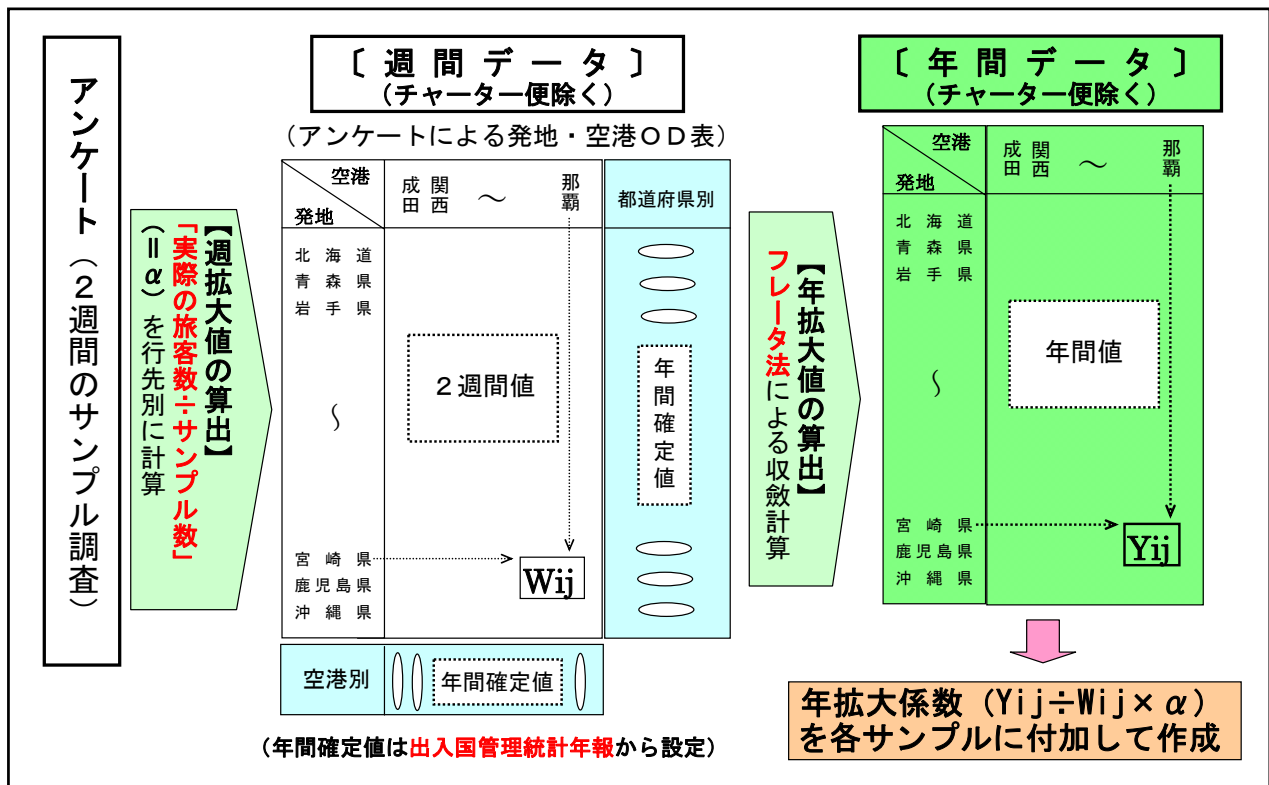 アンケート（２週間のサンプル調査）
【週拡大値の算出】
「実際の旅客数÷サンプル数」
（＝α）を行先別に計算
〔 週 間 デ ー タ 〕
（チャーター便除く）
（アンケートによる発地・空港ＯＤ表）
空港
発地
成田
関西
～
那覇
都道府県別
北海道
青森県
岩手県
～
２週間値
年間確定値
宮崎県
鹿児島県
沖縄県
Wij
空港別
年間確定値
（年間確定値は出入国管理統計年報から設定）
【年拡大値の算出】
フレータ法による収斂計算
〔 年 間 デ ー タ 〕
（チャーター便除く）
空港
発地
成田
関西
～
那覇
北海道
青森県
岩手県
～
年間値
宮崎県
鹿児島県
沖縄県
Yij
年拡大係数（Yij÷Wij×α）
を各サンプルに付加して作成